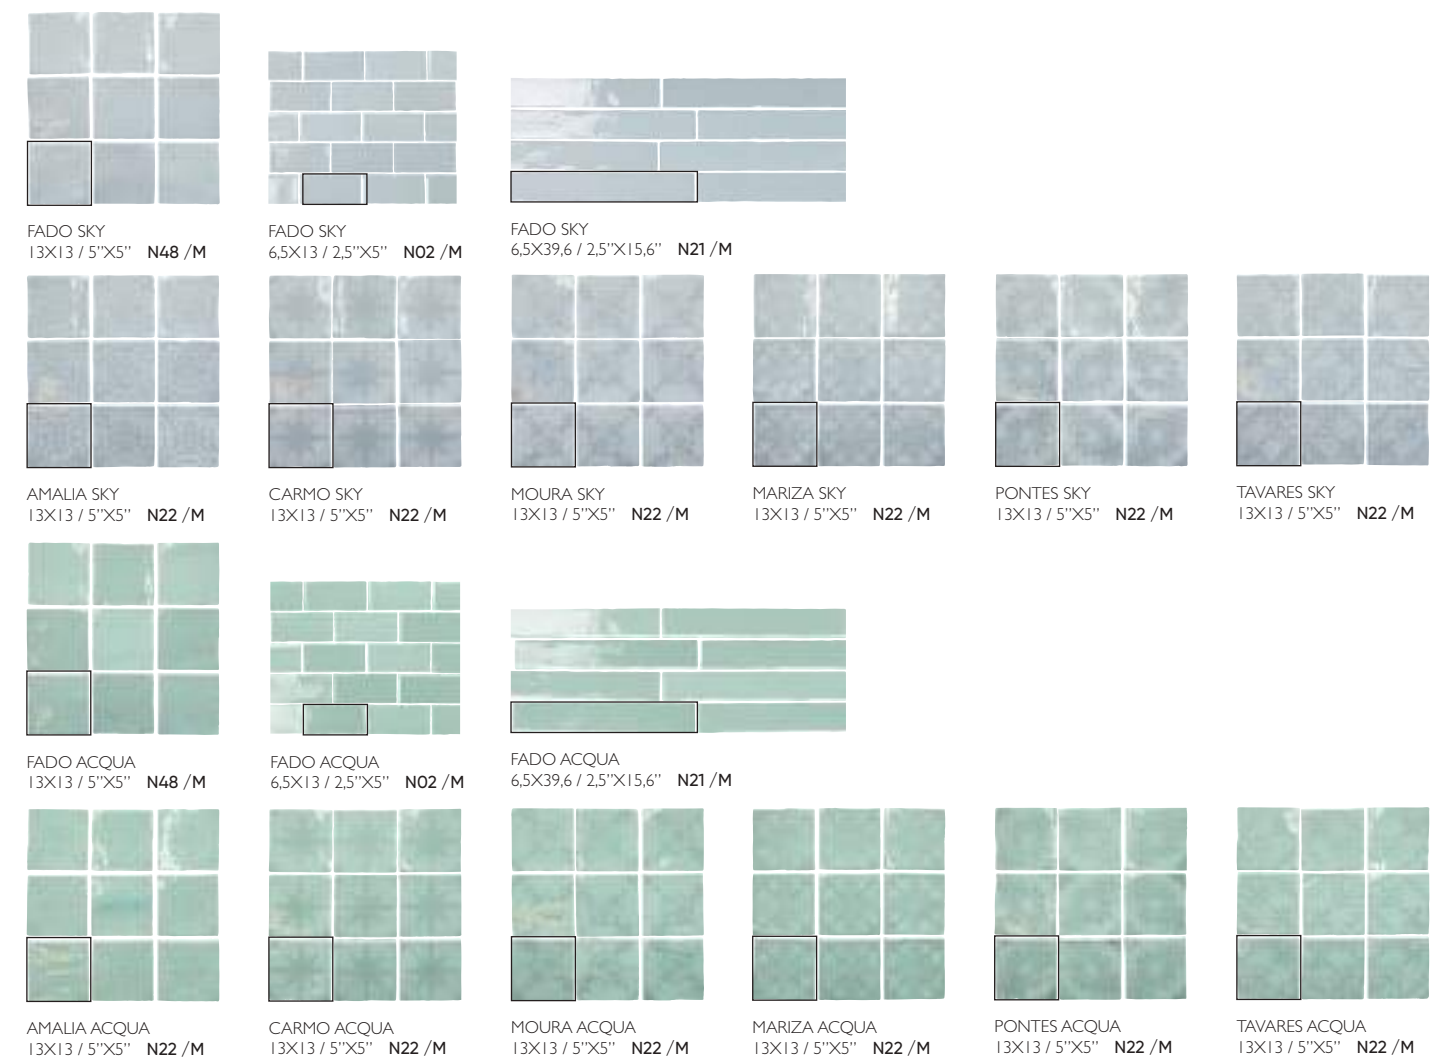 FADO SKY
13X13 / 5”X5” N48 /M
FADO SKY
6,5X13 / 2,5”X5” N02 /M
FADO SKY
6,5X39,6 / 2,5”X15,6” N21 /M
AMALIA SKY
13X13 / 5”X5” N22 /M
CARMO SKY
13X13 / 5”X5” N22 /M
MOURA SKY
13X13 / 5”X5” N22 /M
MARIZA SKY
13X13 / 5”X5” N22 /M
PONTES SKY
13X13 / 5”X5” N22 /M
TAVARES SKY
13X13 / 5”X5” N22 /M
FADO ACQUA
13X13 / 5”X5” N48 /M
FADO ACQUA
6,5X13 / 2,5”X5” N02 /M
FADO ACQUA
6,5X39,6 / 2,5”X15,6” N21 /M
AMALIA ACQUA
13X13 / 5”X5” N22 /M
CARMO ACQUA
13X13 / 5”X5” N22 /M
MOURA ACQUA
13X13 / 5”X5” N22 /M
MARIZA ACQUA
13X13 / 5”X5” N22 /M
PONTES ACQUA
13X13 / 5”X5” N22 /M
TAVARES ACQUA
13X13 / 5”X5” N22 /M